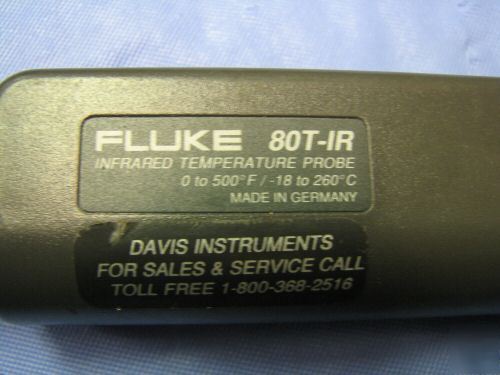 FLUKE 80T-IR
INFRARED TEMPERATURE PROBE
0 to 500°F / -18 to 260°C
MADE IN GERMANY
DAVIS INSTRUMENTS
FOR SALES & SERVICE CALL
TOLL FREE 1-800-368-2516